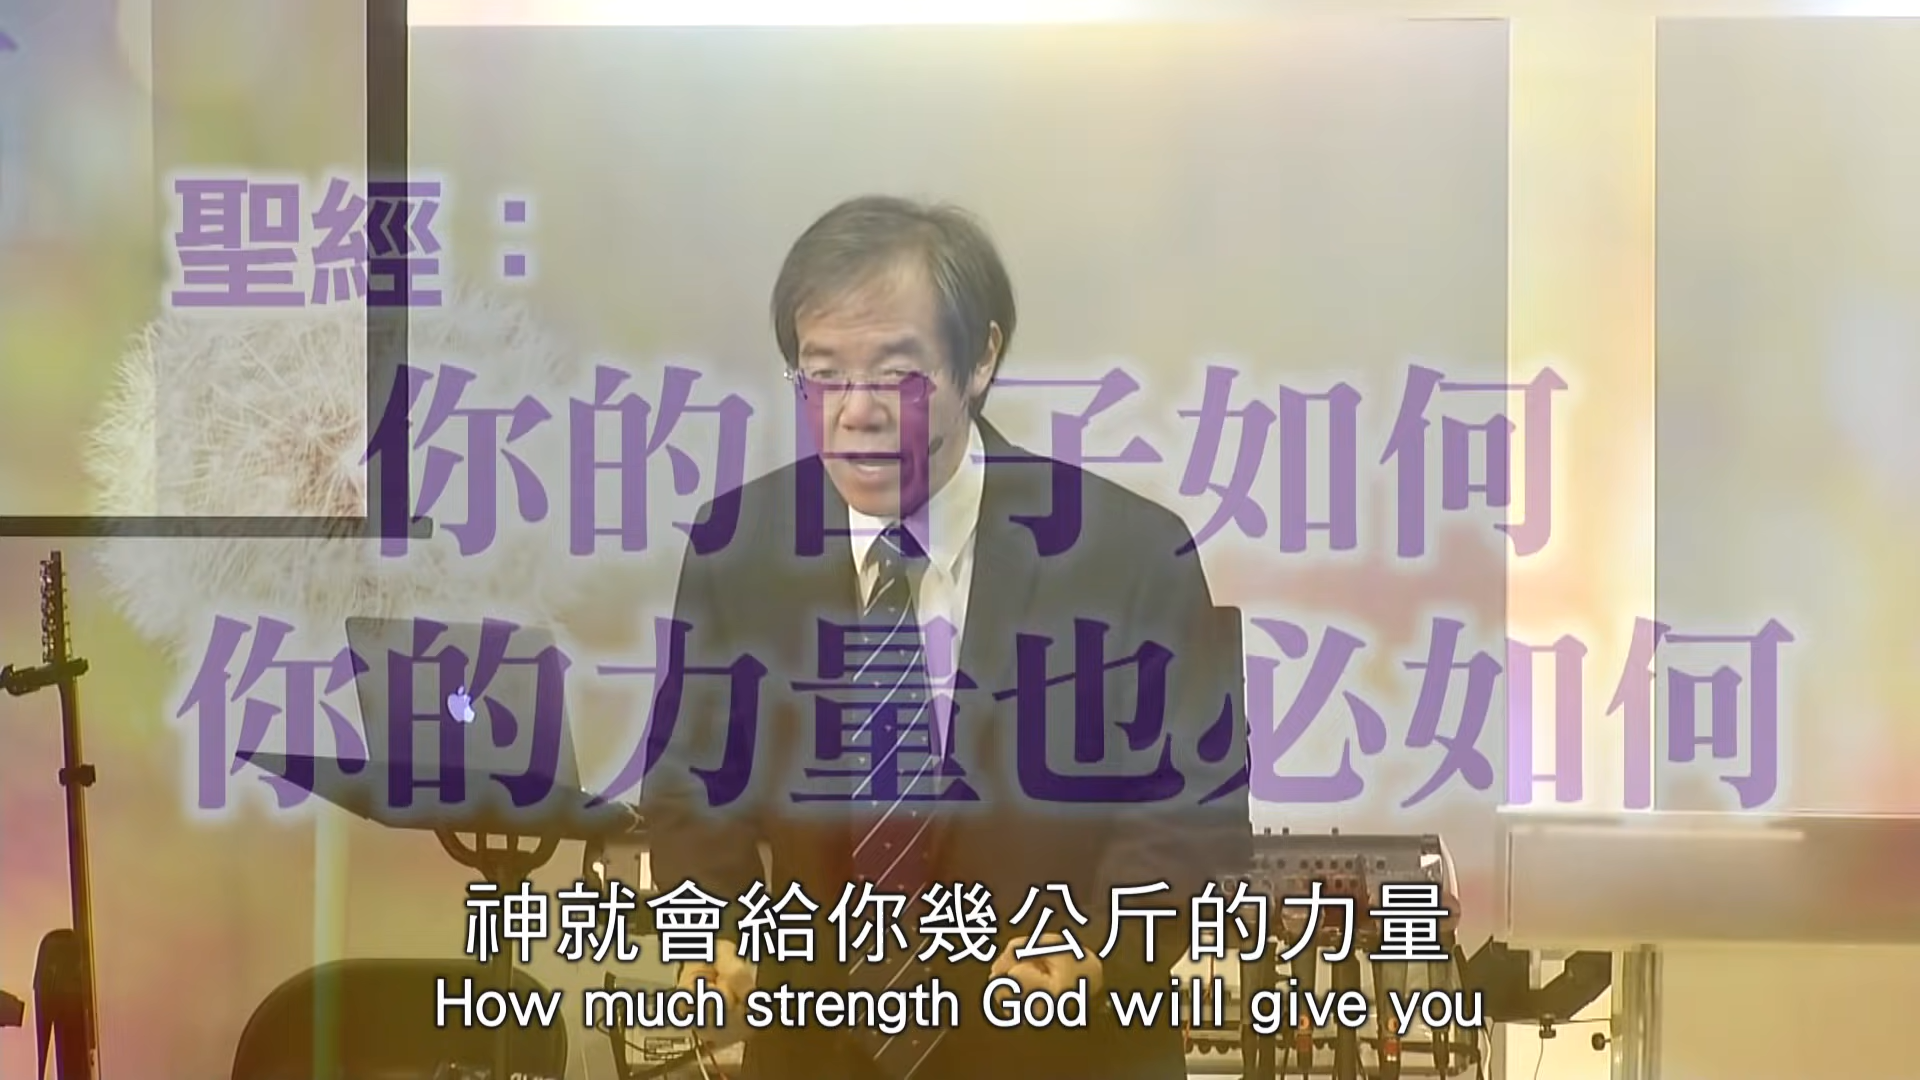 聖經：
你的日子如何
你的力量也必如何
神就會給你幾公斤的力量
How much strength God will give you